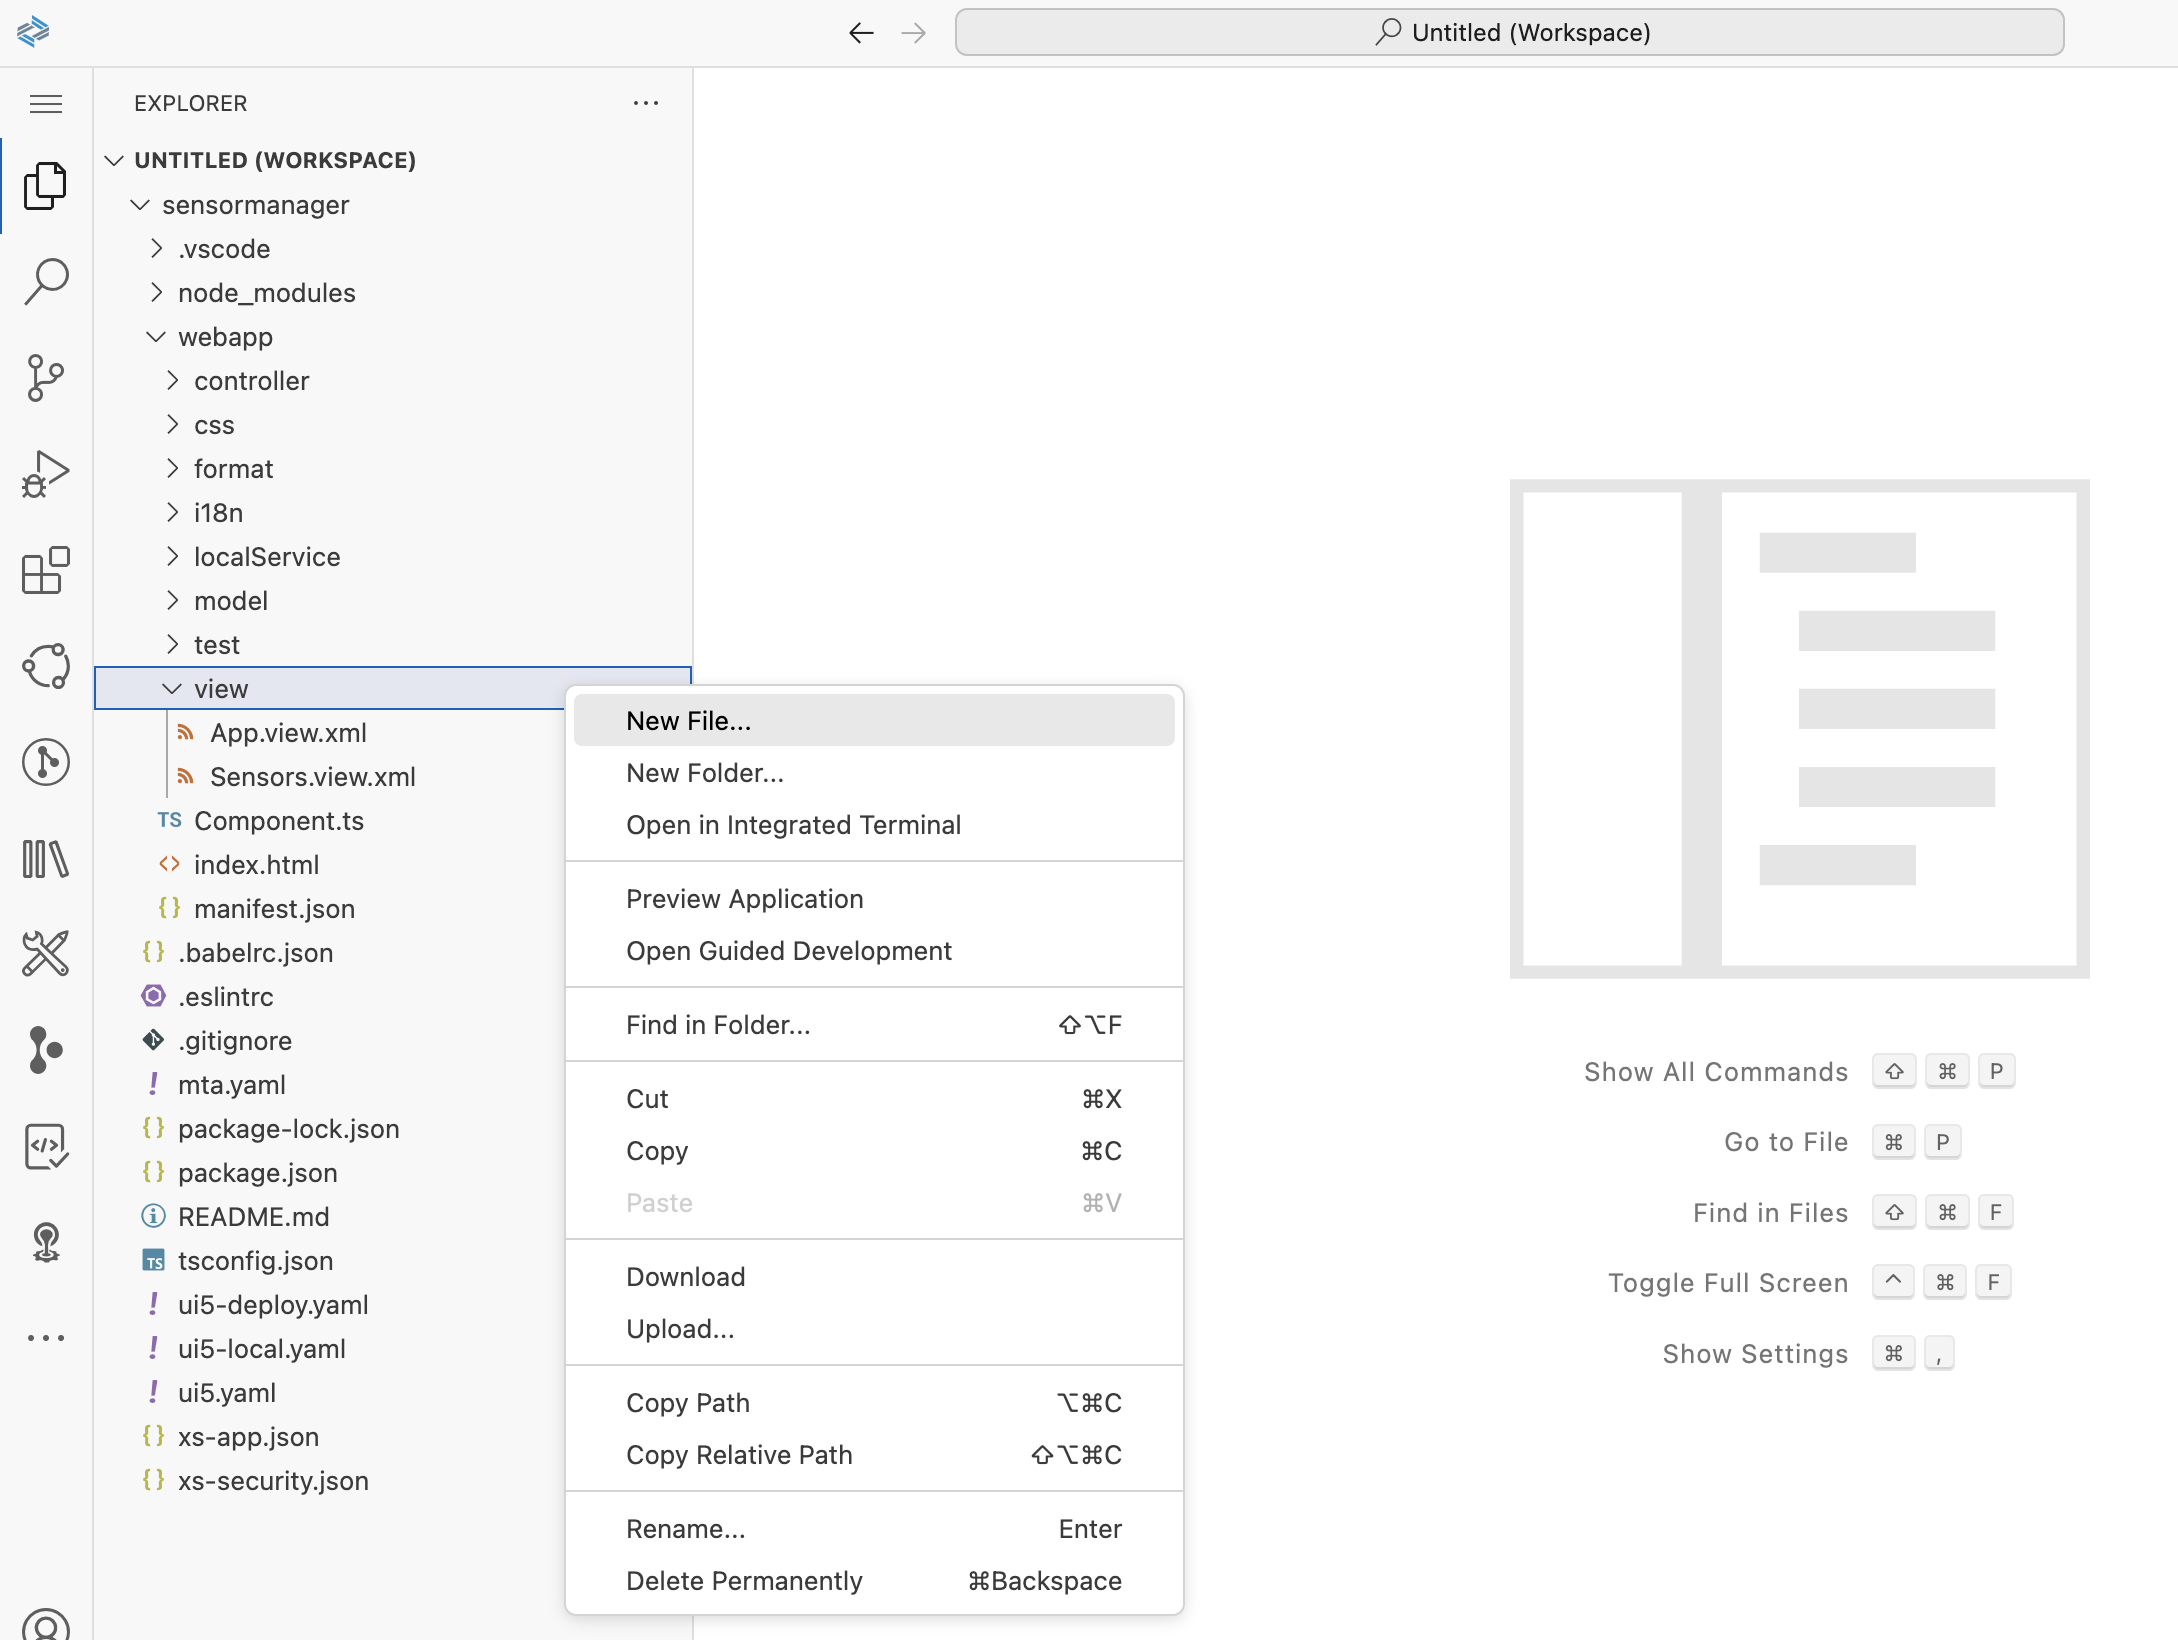 Untitled (Workspace)
EXPLORER
UNTITLED (WORKSPACE)
sensormanager
.vscode
node_modules
webapp
controller
css
format
i18n
localService
model
test
view
App.view.xml
Sensors.view.xml
TS Component.ts
<> index.html
{} manifest.json
{} .babelrc.json
.eslintrc
.gitignore
! mta.yaml
{} package-lock.json
{} package.json
README.md
TS tsconfig.json
! ui5-deploy.yaml
! ui5-local.yaml
! ui5.yaml
{} xs-app.json
{} xs-security.json
New File...
New Folder...
Open in Integrated Terminal
Preview Application
Open Guided Development
Find in Folder... ⇧⌥F
Cut ⌘X
Copy ⌘C
Paste ⌘V
Download
Upload...
Copy Path ⌥⌘C
Copy Relative Path ⇧⌥⌘C
Rename... Enter
Delete Permanently ⌘Backspace
Show All Commands ⇧ ⌘ P
Go to File ⌘ P
Find in Files ⇧ ⌘ F
Toggle Full Screen ^ ⌘ F
Show Settings ⌘ ,